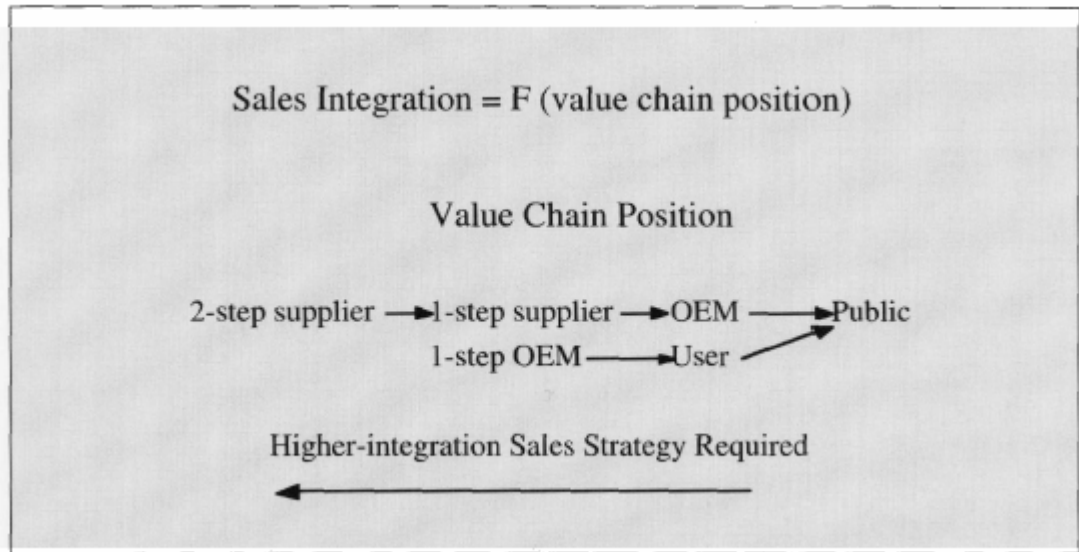 Sales Integration = F (value chain position)
Value Chain Position
2-step supplier 1-step supplier OEM Public
1-step OEM User
Higher-integration Sales Strategy Required